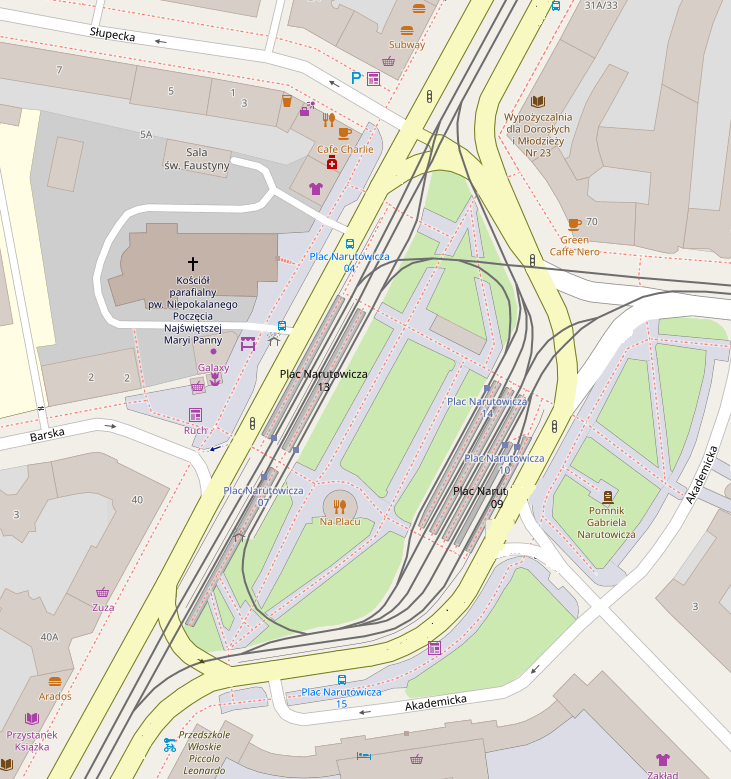 31A/33
Słupecka
Subway
7
5
1
3
P
5A
Sala
św. Faustyny
Cafe Charlie
Wypożyczalnia
dla Dorosłych
i Młodzieży
Nr 23
70
Green
Caffè Nero
Plac Narutowicza
04
Kościół
parafialny
pw. Niepokalanego
Poczęcia
Najświętszej
Maryi Panny
Galaxy
2
2
Plac Narutowicza
13
Plac Narutowicza
14
Ruch
Barska
Plac Narutowicza
10
Plac Narut
09
Plac Narutowicza
07
Na Placu
40
3
Pomnik
Gabriela
Narutowicza
Akademicka
Zuza
40A
3
Arados
Przystanek
Książka
Plac Narutowicza
15
Akademicka
Przedszkole
Włoskie
Piccolo
Leonardo
Zakład